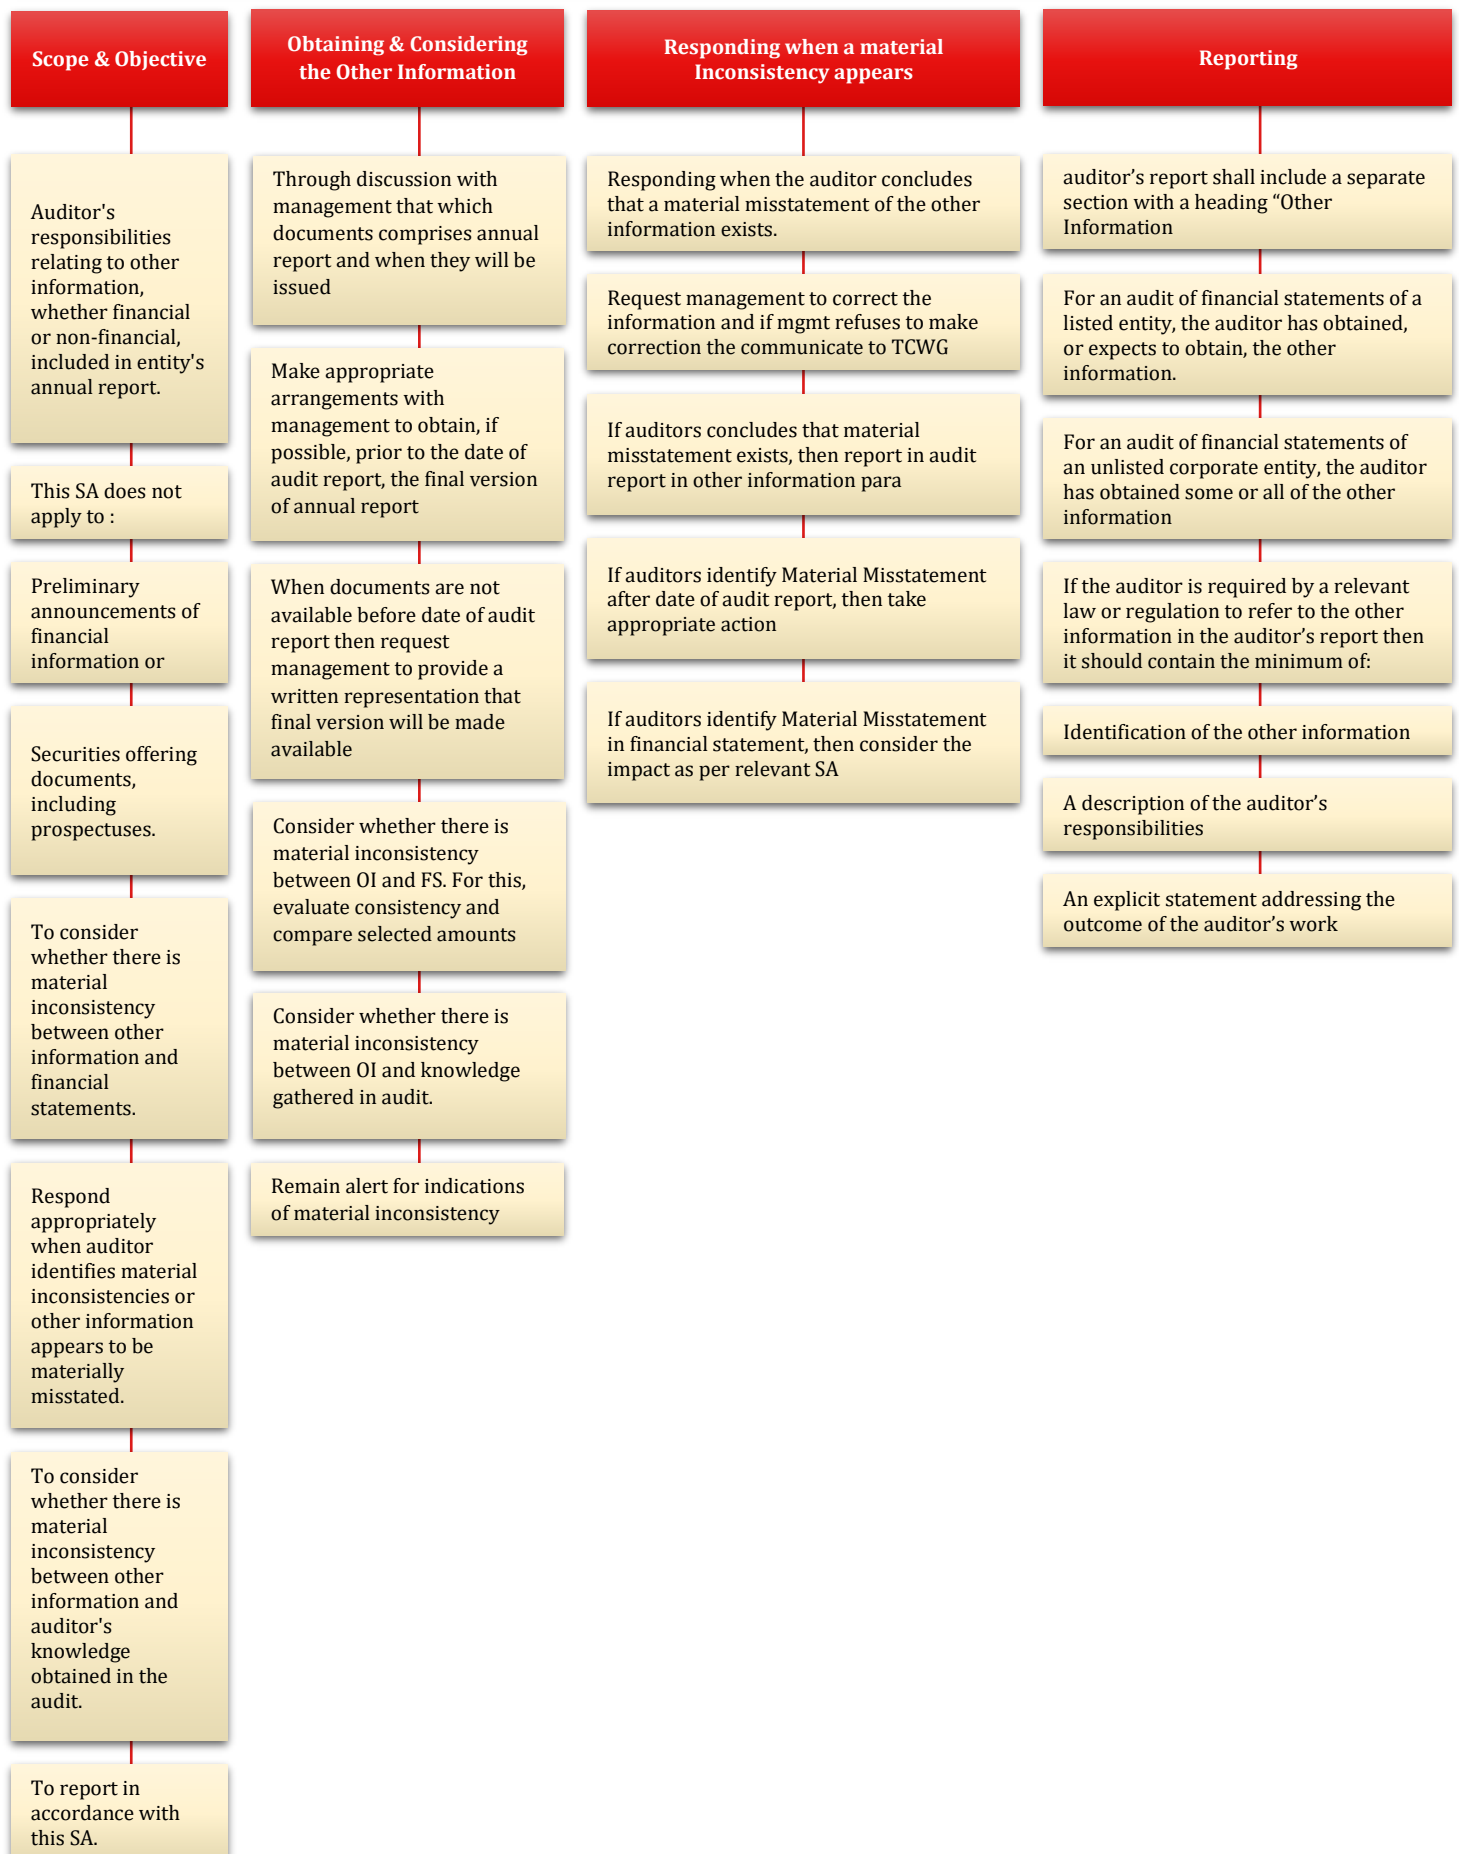 Scope & Objective
Auditor's
responsibilities
relating to other
information,
whether financial
or non-financial,
included in entity's
annual report.
This SA does not
apply to :
Preliminary
announcements of
financial
information or
Securities offering
documents,
including
prospectuses.
To consider
whether there is
material
inconsistency
between other
information and
financial
statements.
Respond
appropriately
when auditor
identifies material
inconsistencies or
other information
appears to be
materially
misstated.
To consider
whether there is
material
inconsistency
between other
information and
auditor's
knowledge
obtained in the
audit.
To report in
accordance with
this SA.
Obtaining & Considering
the Other Information
Through discussion with
management that which
documents comprises annual
report and when they will be
issued
Make appropriate
arrangements with
management to obtain, if
possible, prior to the date of
audit report, the final version
of annual report
When documents are not
available before date of audit
report then request
management to provide a
written representation that
final version will be made
available
Consider whether there is
material inconsistency
between OI and FS. For this,
evaluate consistency and
compare selected amounts
Consider whether there is
material inconsistency
between OI and knowledge
gathered in audit.
Remain alert for indications
of material inconsistency
Responding when a material
Inconsistency appears
Responding when the auditor concludes
that a material misstatement of the other
information exists.
Request management to correct the
information and if mgmt refuses to make
correction the communicate to TCWG
If auditors concludes that material
misstatement exists, then report in audit
report in other information para
If auditors identify Material Misstatement
after date of audit report, then take
appropriate action
If auditors identify Material Misstatement
in financial statement, then consider the
impact as per relevant SA
Reporting
auditor’s report shall include a separate
section with a heading “Other
Information
For an audit of financial statements of a
listed entity, the auditor has obtained,
or expects to obtain, the other
information.
For an audit of financial statements of
an unlisted corporate entity, the auditor
has obtained some or all of the other
information
If the auditor is required by a relevant
law or regulation to refer to the other
information in the auditor’s report then
it should contain the minimum of:
Identification of the other information
A description of the auditor’s
responsibilities
An explicit statement addressing the
outcome of the auditor’s work